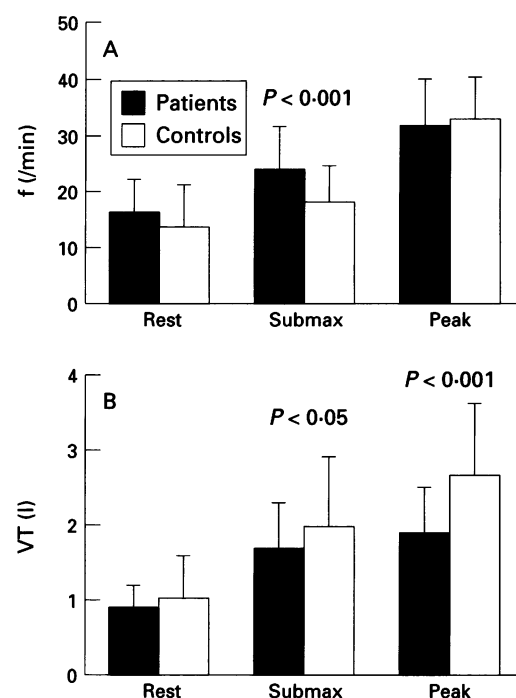 50
A
40
Patients
P < 0·001
Controls
30
f (/min)
20
10
0
Rest Submax Peak
4
P < 0·001
B
P < 0·05
3
VT (l)
2
1
0
Rest Submax Peak